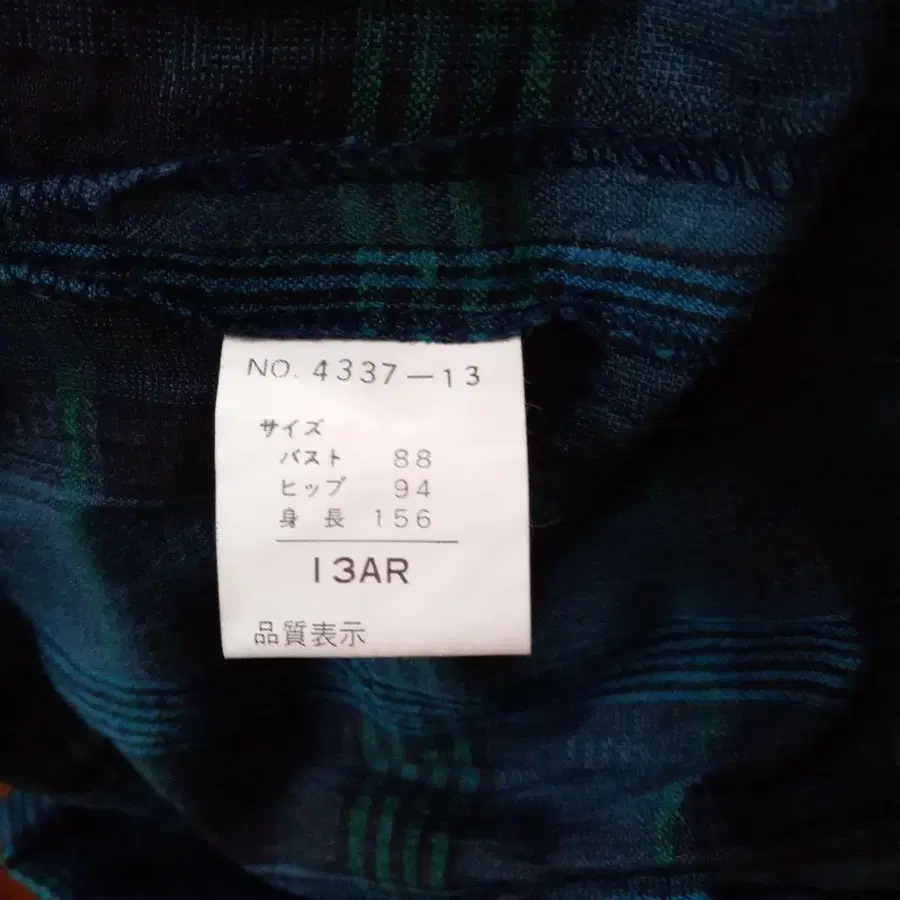 NO. 4337-13
サイズ
バスト 88
ヒップ 94
身長 156
13AR
品質表示